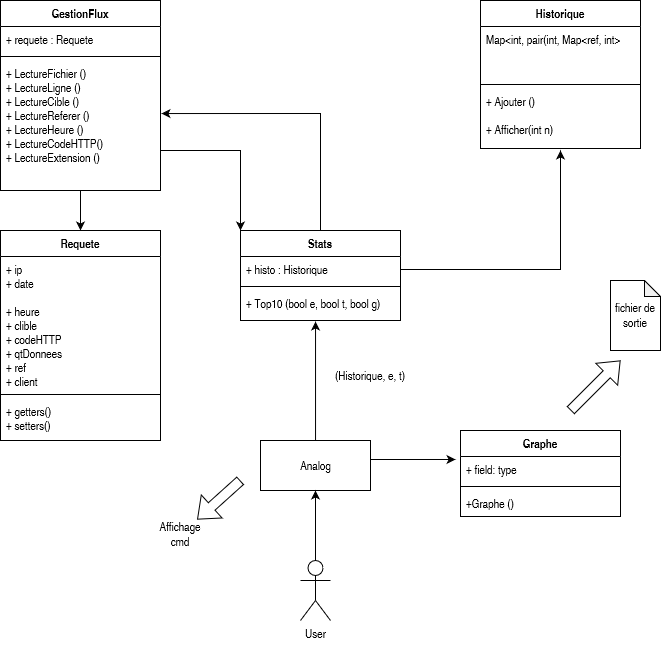 GestionFlux
+ requete : Requete
+ LectureFichier ()
+ LectureLigne ()
+ LectureCible ()
+ LectureReferer ()
+ LectureHeure ()
+ LectureCodeHTTP()
+ LectureExtension ()
Historique
Map<int, pair(int, Map<ref, int>
+ Ajouter ()
+ Afficher(int n)
Requete
+ ip
+ date
+ heure
+ clible
+ codeHTTP
+ qtDonnees
+ ref
+ client
+ getters()
+ setters()
Stats
+ histo : Historique
+ Top10 (bool e, bool t, bool g)
fichier de
sortie
(Historique, e, t)
Analog
Graphe
+ field: type
+Graphe ()
Affichage
cmd
User